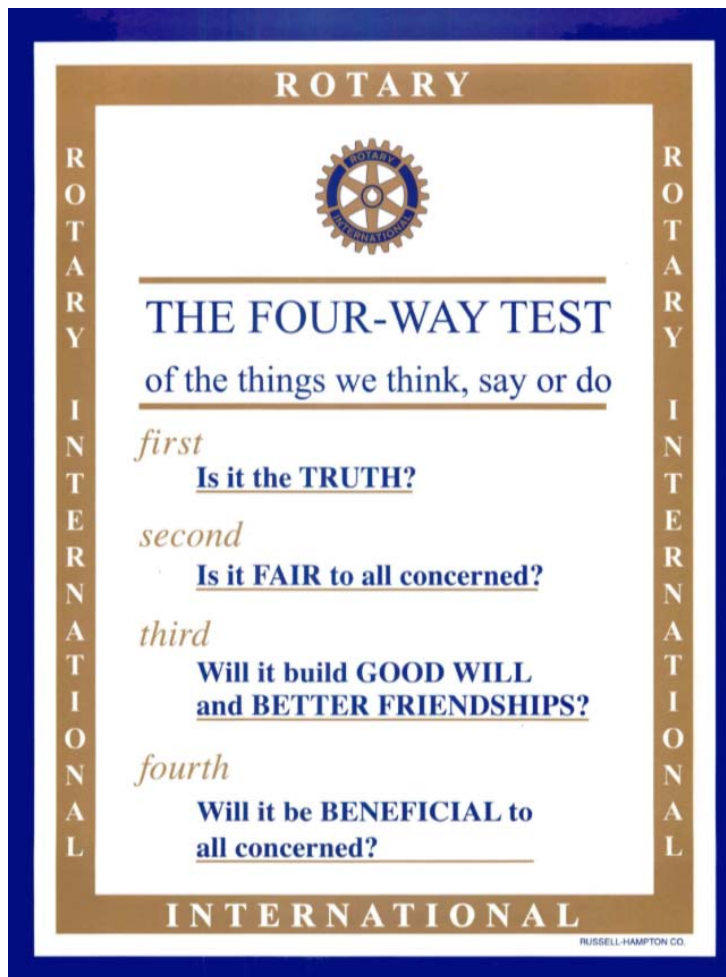 ROTARY
ROTARY INTERNATIONAL
ROTARY INTERNATIONAL
ROTARY
INTERNATIONAL
THE FOUR-WAY TEST
of the things we think, say or do
first
Is it the TRUTH?
second
Is it FAIR to all concerned?
third
Will it build GOOD WILL
and BETTER FRIENDSHIPS?
fourth
Will it be BENEFICIAL to
all concerned?
INTERNATIONAL
RUSSELL-HAMPTON CO.